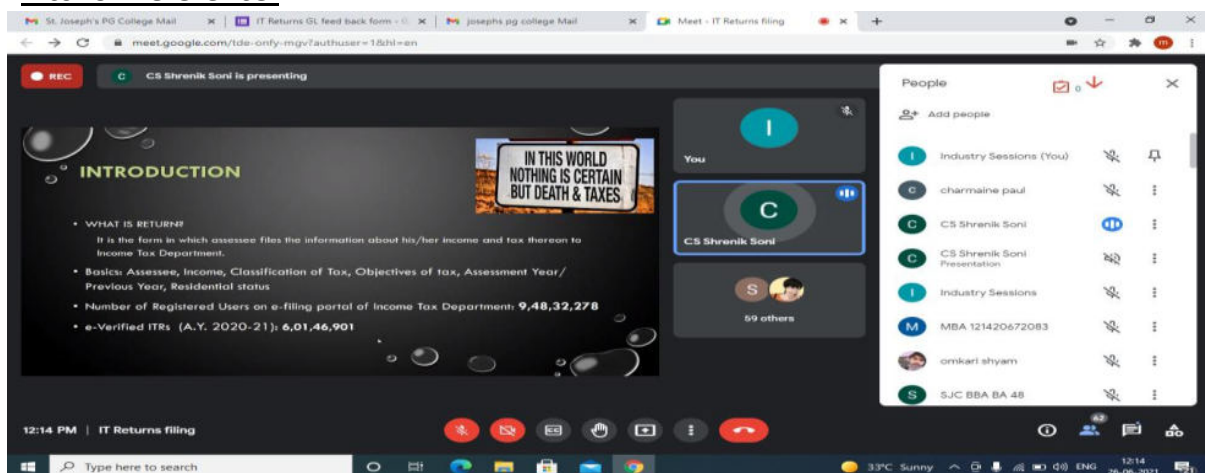 St. Joseph's PG College Mail
IT Returns GL feed back form - G
josephs pg college Mail
Meet - IT Returns filing
meet.google.com/tde-onfy-mgv?authuser=1&hl=en
REC
C
CS Shrenik Soni is presenting
INTRODUCTION
IN THIS WORLD
NOTHING IS CERTAIN
BUT DEATH & TAXES
• WHAT IS RETURN?
It is the form in which assessee files the information about his/her income and tax thereon to
Income Tax Department.
• Basics: Assessee, Income, Classification of Tax, Objectives of tax, Assessment Year/
Previous Year, Residential status
• Number of Registered Users on e-filing portal of Income Tax Department: 9,48,32,278
• e-Verified ITRs (A.Y. 2020-21): 6,01,46,901
I
You
C
CS Shrenik Soni
S
59 others
People
0
Add people
I
Industry Sessions (You)
c
charmaine paul
C
CS Shrenik Soni
C
CS Shrenik Soni
Presentation
I
Industry Sessions
M
MBA 121420672083
omkari shyam
S
SJC BBA BA 48
m
12:14 PM | IT Returns filing
62
Type here to search
33°C Sunny
ENG
12:14
26-06-2021